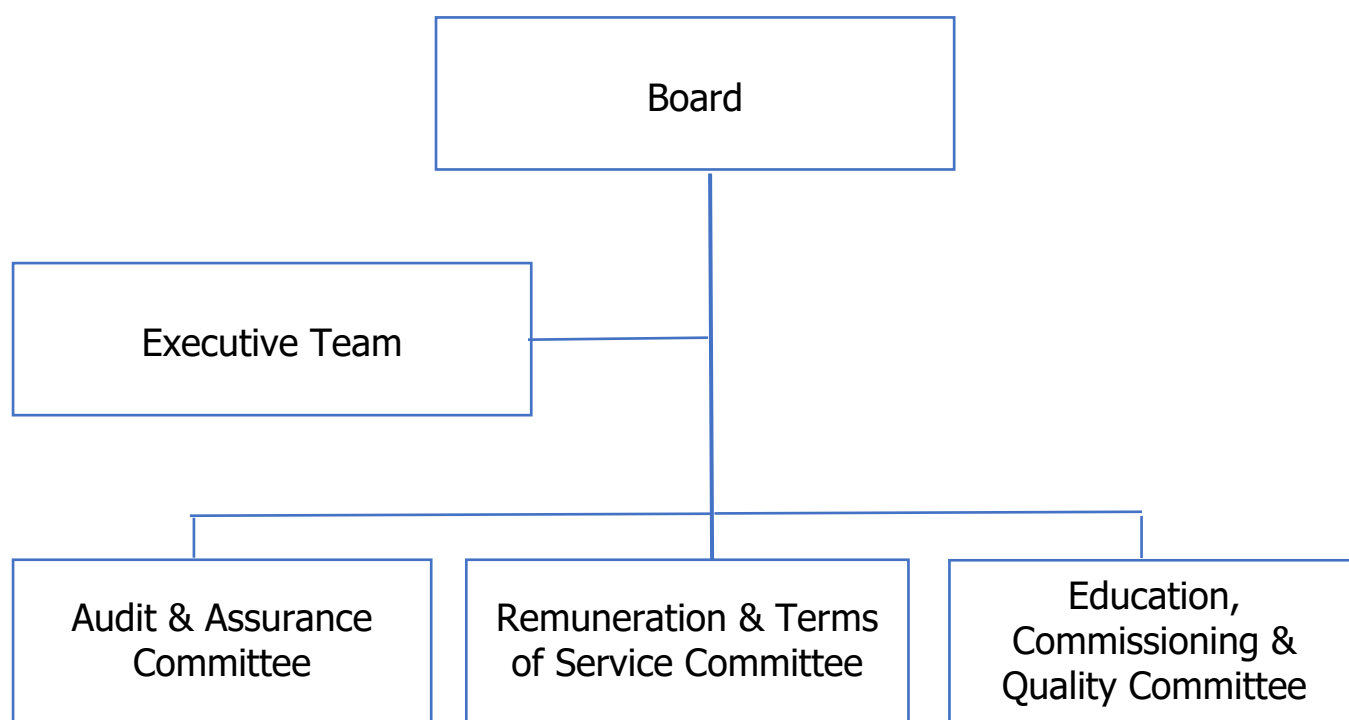 Board
Executive Team
Audit & Assurance
Committee
Remuneration & Terms
of Service Committee
Education,
Commissioning &
Quality Committee